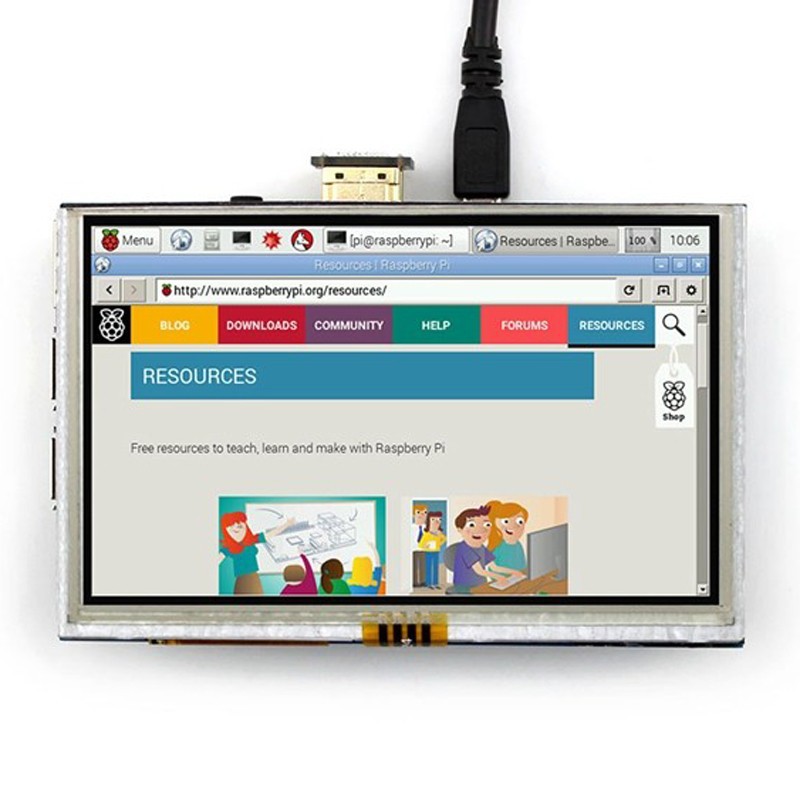 Menu [pi@raspberrypi: ~] Resources | Raspbe... 100 % 10:06
Resources | Raspberry Pi
http://www.raspberrypi.org/resources/
BLOG DOWNLOADS COMMUNITY HELP FORUMS RESOURCES
RESOURCES
Shop
Free resources to teach, learn and make with Raspberry Pi